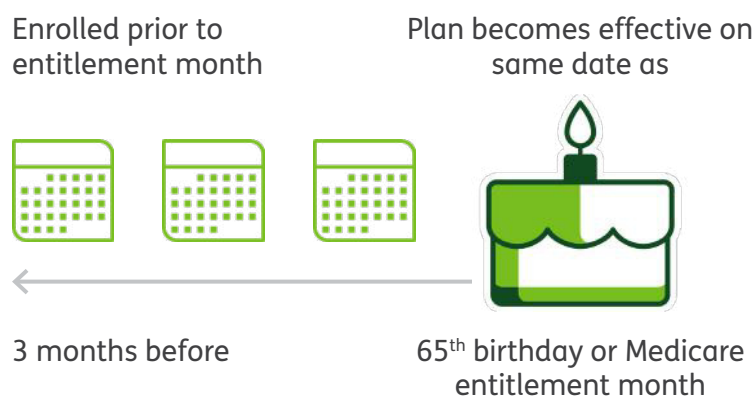 Enrolled prior to
entitlement month
Plan becomes effective on
same date as
3 months before
65th birthday or Medicare
entitlement month